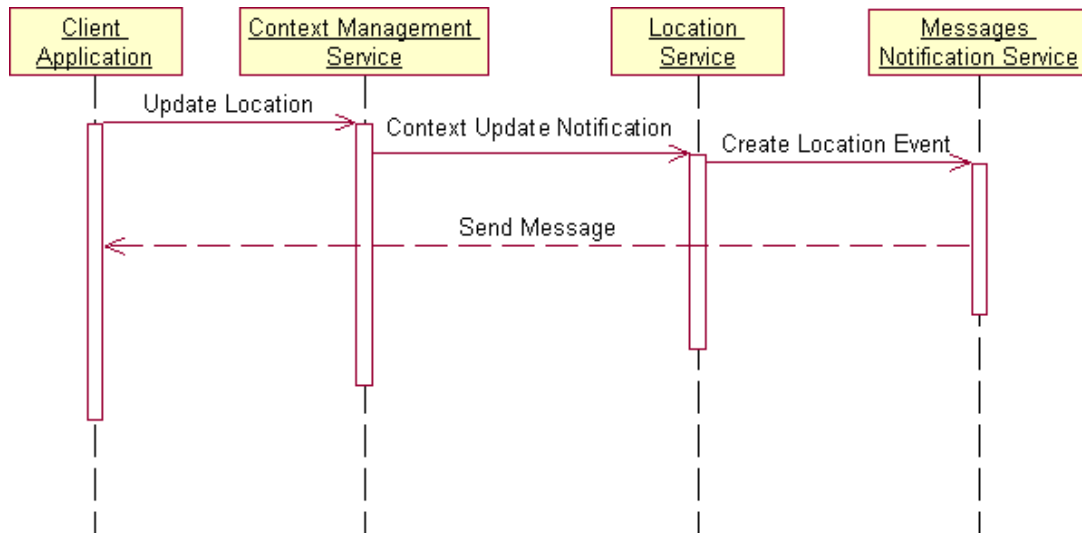 Client
Application
Context Management
Service
Location
Service
Messages
Notification Service
Update Location
Context Update Notification
Create Location Event
Send Message